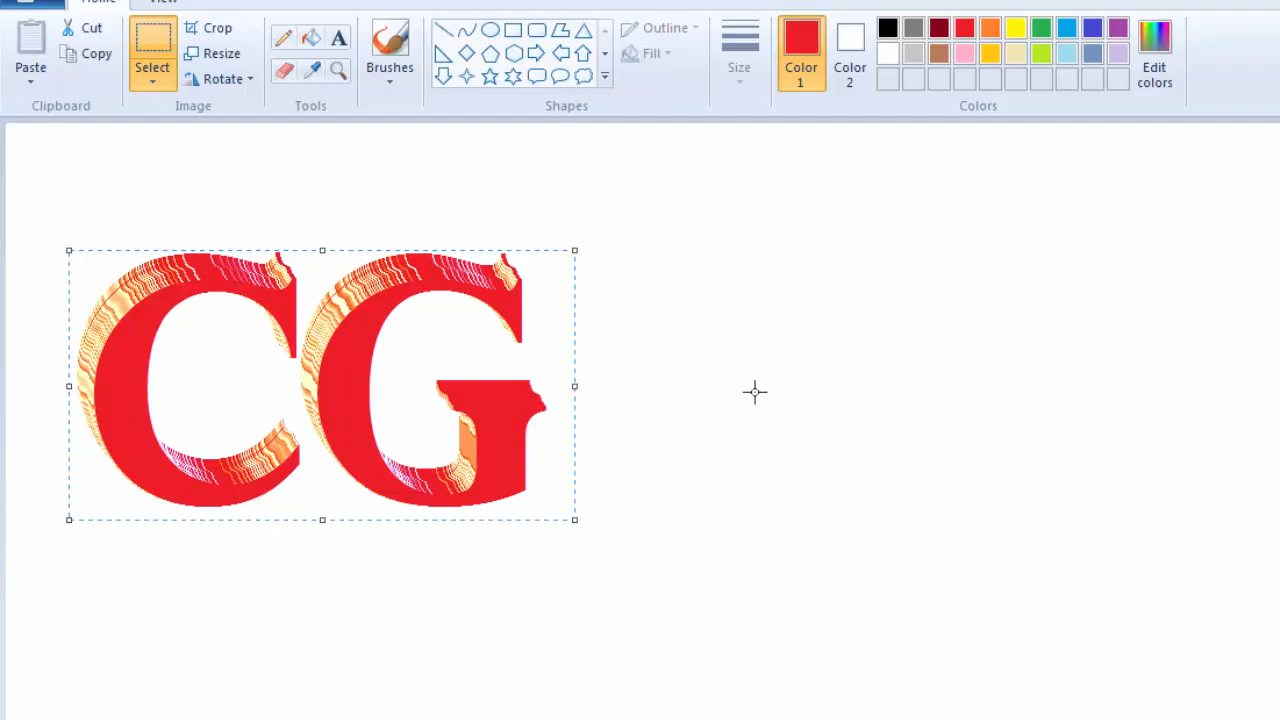 Home View
Paste
Cut
Copy
Clipboard
Select
Crop
Resize
Rotate
Image
A
Tools
Brushes
Shapes
Outline
Fill
Size
Color 1
Color 2
Edit colors
Colors
CG